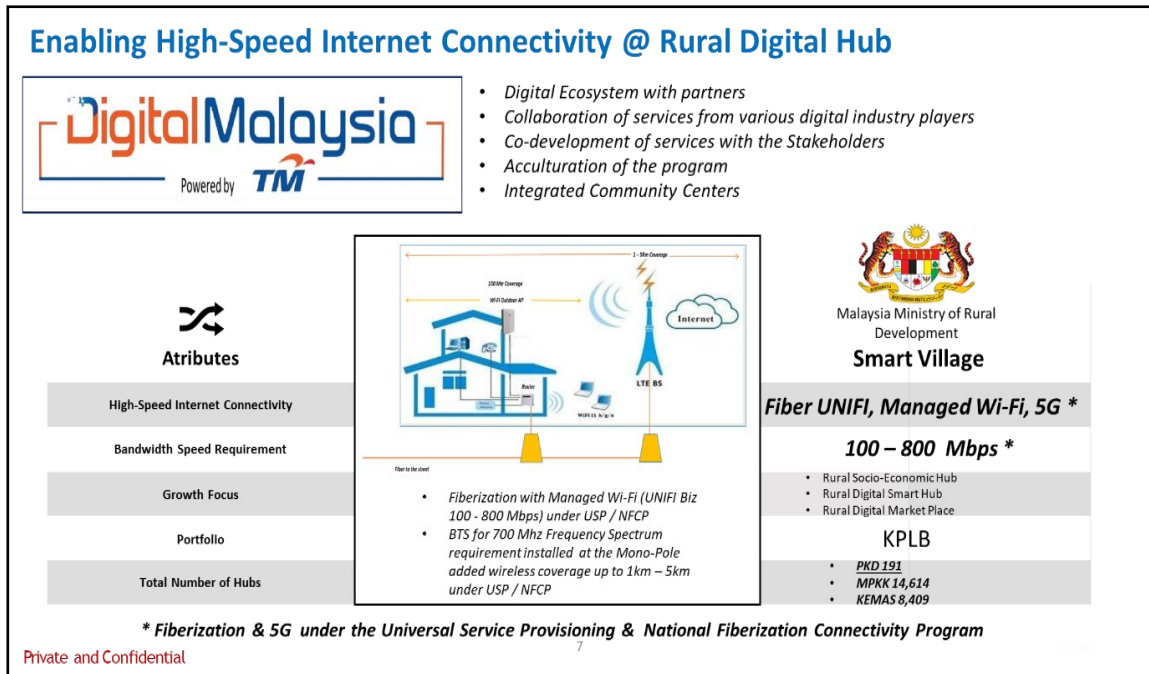 Enabling High-Speed Internet Connectivity @ Rural Digital Hub
DigitalMalaysia
Powered by TM
• Digital Ecosystem with partners
• Collaboration of services from various digital industry players
• Co-development of services with the Stakeholders
• Acculturation of the program
• Integrated Community Centers
Atributes
High-Speed Internet Connectivity
Bandwidth Speed Requirement
Growth Focus
Portfolio
Total Number of Hubs
1 - 5Km Coverage
100 Mtr Coverage
Wi-Fi Outdoor AP
Internet
Router
LTE BS
WiFi 11 b/g/n
Fiber to the street
• Fiberization with Managed Wi-Fi (UNIFI Biz
100 - 800 Mbps) under USP / NFCP
• BTS for 700 Mhz Frequency Spectrum
requirement installed at the Mono-Pole
added wireless coverage up to 1km – 5km
under USP / NFCP
Malaysia Ministry of Rural
Development
Smart Village
Fiber UNIFI, Managed Wi-Fi, 5G *
100 – 800 Mbps *
• Rural Socio-Economic Hub
• Rural Digital Smart Hub
• Rural Digital Market Place
KPLB
• PKD 191
• MPKK 14,614
• KEMAS 8,409
* Fiberization & 5G under the Universal Service Provisioning & National Fiberization Connectivity Program
7
Private and Confidential